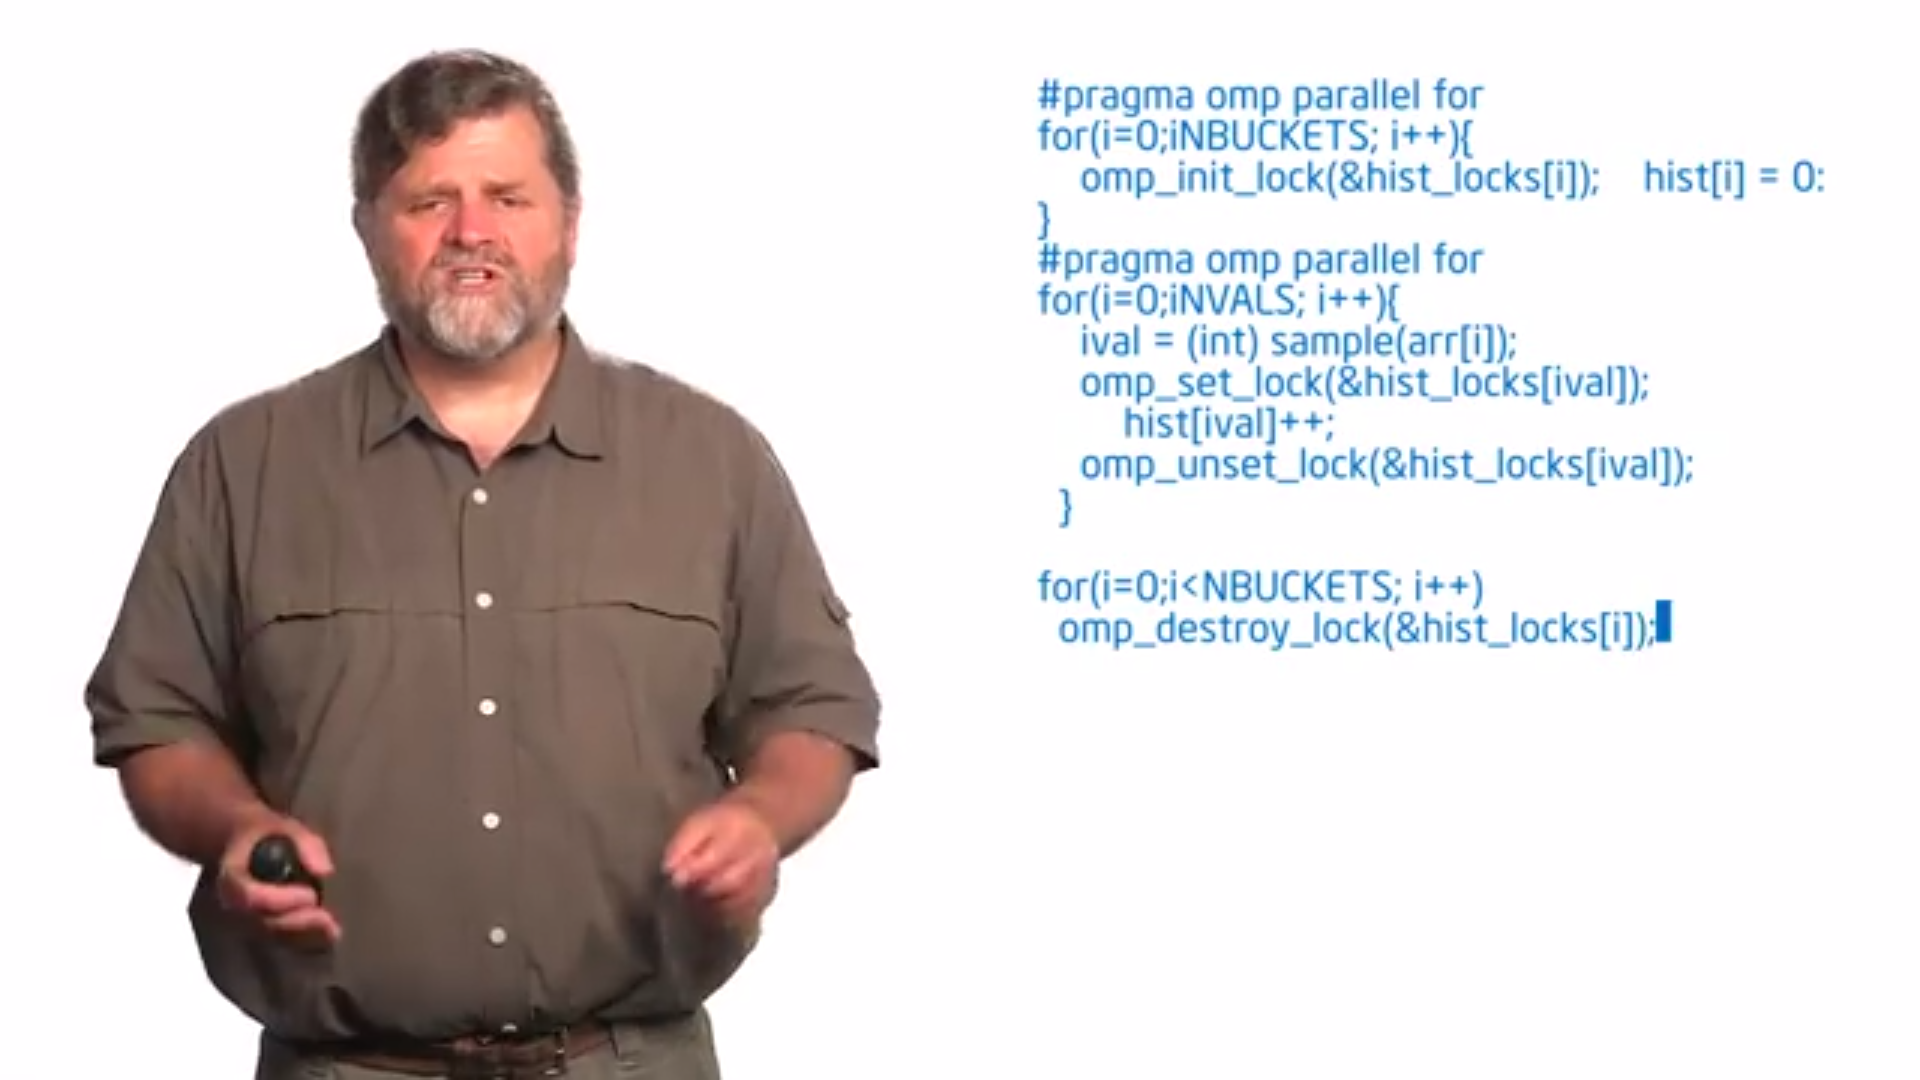 #pragma omp parallel for
for(i=0;iNBUCKETS; i++){
omp_init_lock(&hist_locks[i]); hist[i] = 0:
}
#pragma omp parallel for
for(i=0;iNVALS; i++){
ival = (int) sample(arr[i]);
omp_set_lock(&hist_locks[ival]);
hist[ival]++;
omp_unset_lock(&hist_locks[ival]);
}
for(i=0;i<NBUCKETS; i++)
omp_destroy_lock(&hist_locks[i]);